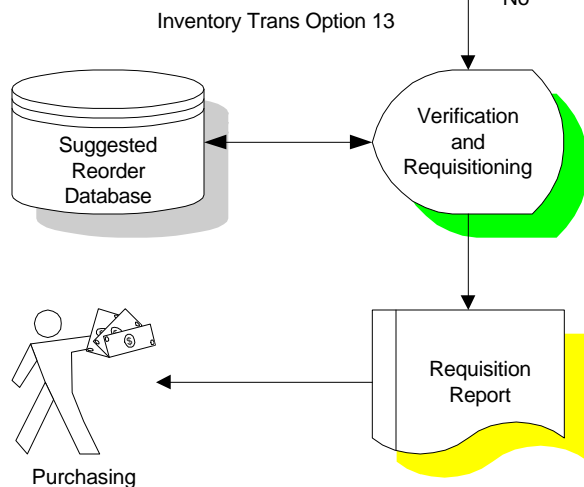 No
Inventory Trans Option 13
Suggested
Reorder
Database
Verification
and
Requisitioning
Requisition
Report
Purchasing